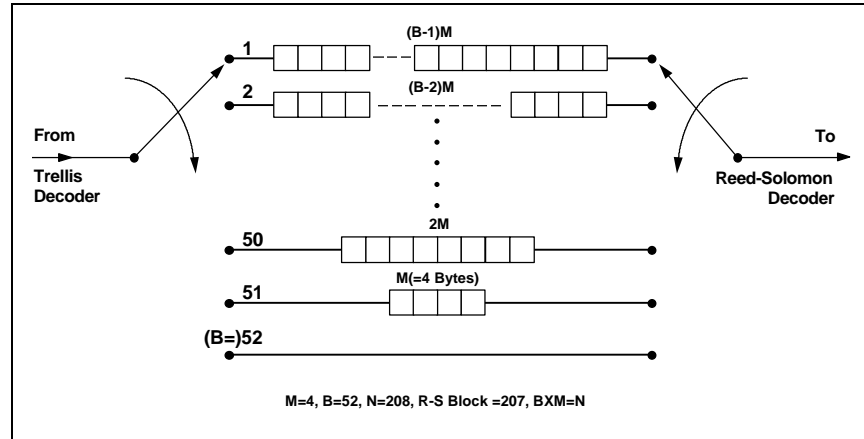 (B-1)M
1
(B-2)M
2
From
Trellis
Decoder
To
Reed-Solomon
Decoder
2M
50
M(=4 Bytes)
51
(B=)52
M=4, B=52, N=208, R-S Block =207, BXM=N